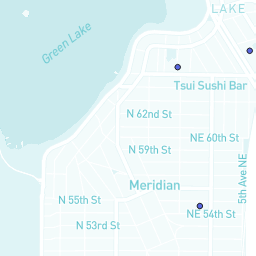 LAKE
Green Lake
Tsui Sushi Bar
N 62nd St
NE 60th St
N 59th St
Meridian
5th Ave NE
N 55th St
NE 54th St
N 53rd St